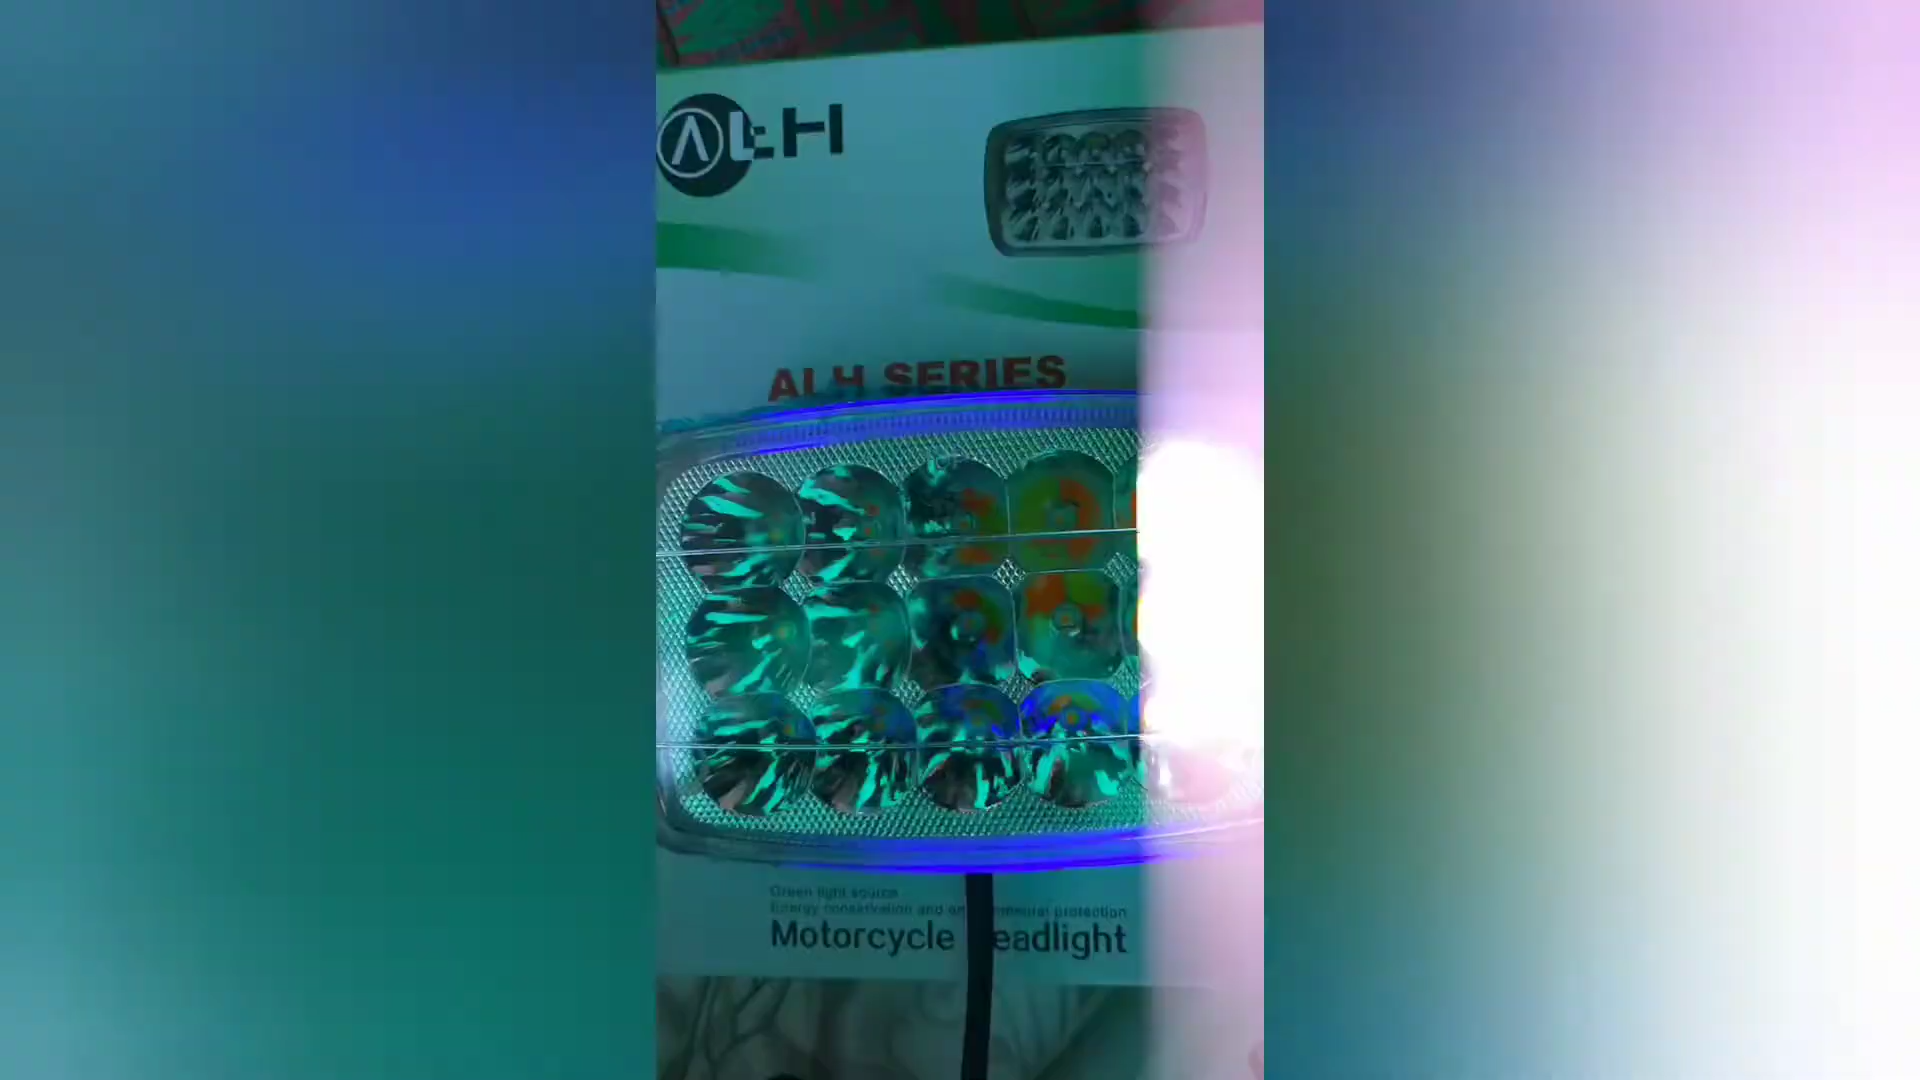 ALH
ALH SERIES
Green light source
Energy conservation and protection
Motorcycle eadlight